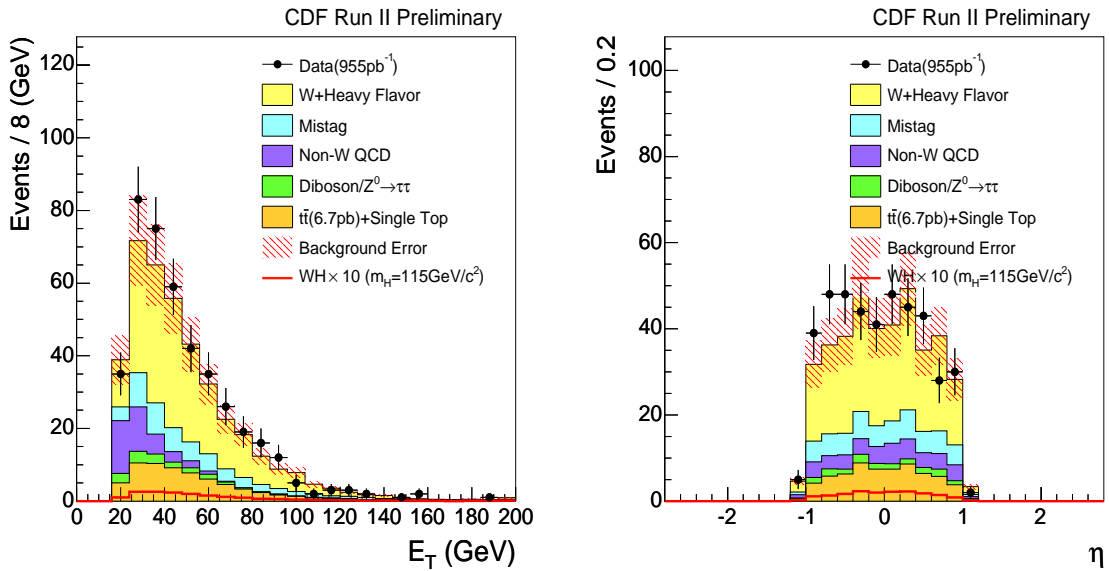 CDF Run II Preliminary
Events / 8 (GeV)
120
100
80
60
40
20
0
Data(955pb⁻¹)
W+Heavy Flavor
Mistag
Non-W QCD
Diboson/Z⁰→ττ
tt̄(6.7pb)+Single Top
Background Error
WH×10 (m_H=115GeV/c²)
0 20 40 60 80 100 120 140 160 180 200
E_T (GeV)
CDF Run II Preliminary
Events / 0.2
100
80
60
40
20
0
Data(955pb⁻¹)
W+Heavy Flavor
Mistag
Non-W QCD
Diboson/Z⁰→ττ
tt̄(6.7pb)+Single Top
Background Error
WH×10 (m_H=115GeV/c²)
-2 -1 0 1 2
η